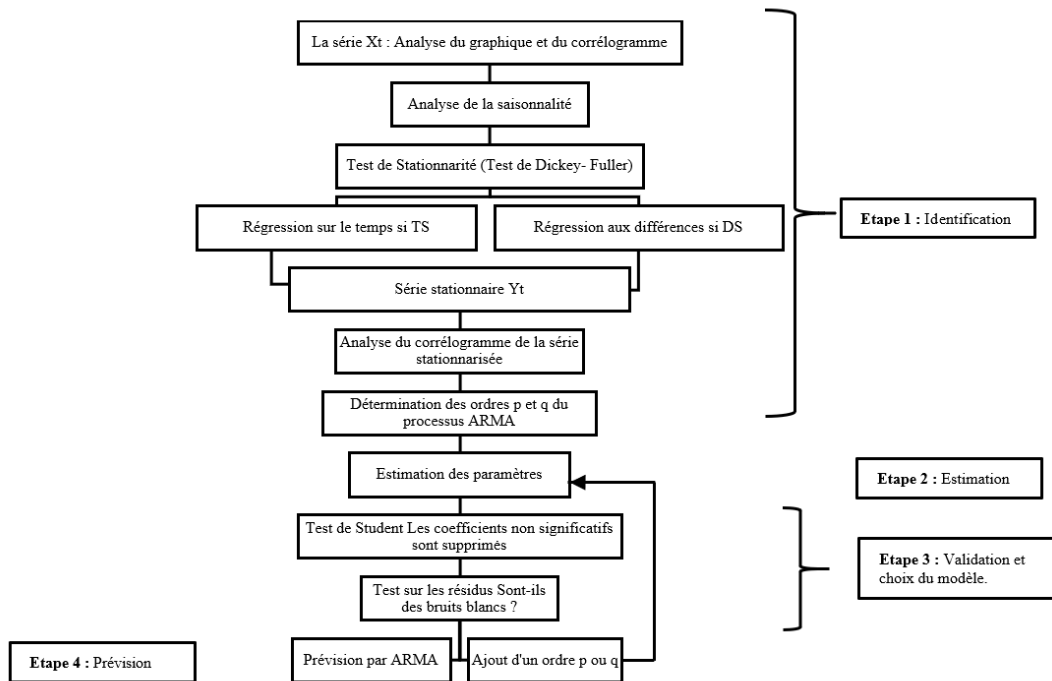 La série Xt : Analyse du graphique et du corrélogramme
Analyse de la saisonnalité
Test de Stationnarité (Test de Dickey- Fuller)
Régression sur le temps si TS
Régression aux différences si DS
Etape 1 : Identification
Série stationnaire Yt
Analyse du corrélogramme de la série
stationnarisée
Détermination des ordres p et q du
processus ARMA
Estimation des paramètres
Etape 2 : Estimation
Test de Student Les coefficients non significatifs
sont supprimés
Etape 3 : Validation et
choix du modèle.
Test sur les résidus Sont-ils
des bruits blancs ?
Etape 4 : Prévision
Prévision par ARMA
Ajout d'un ordre p ou q